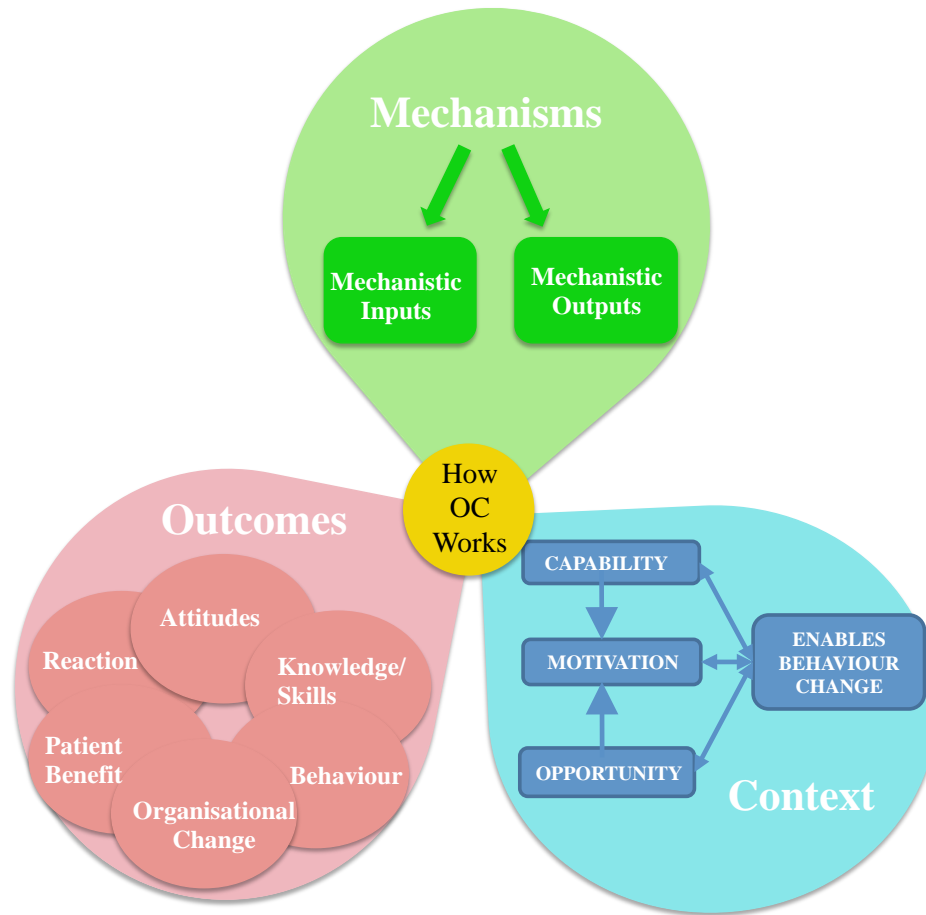 Mechanisms
Mechanistic
Inputs
Mechanistic
Outputs
How
OC
Works
Outcomes
Attitudes
Reaction
Knowledge/
Skills
Patient
Benefit
Behaviour
Organisational
Change
CAPABILITY
MOTIVATION
OPPORTUNITY
ENABLES
BEHAVIOUR
CHANGE
Context